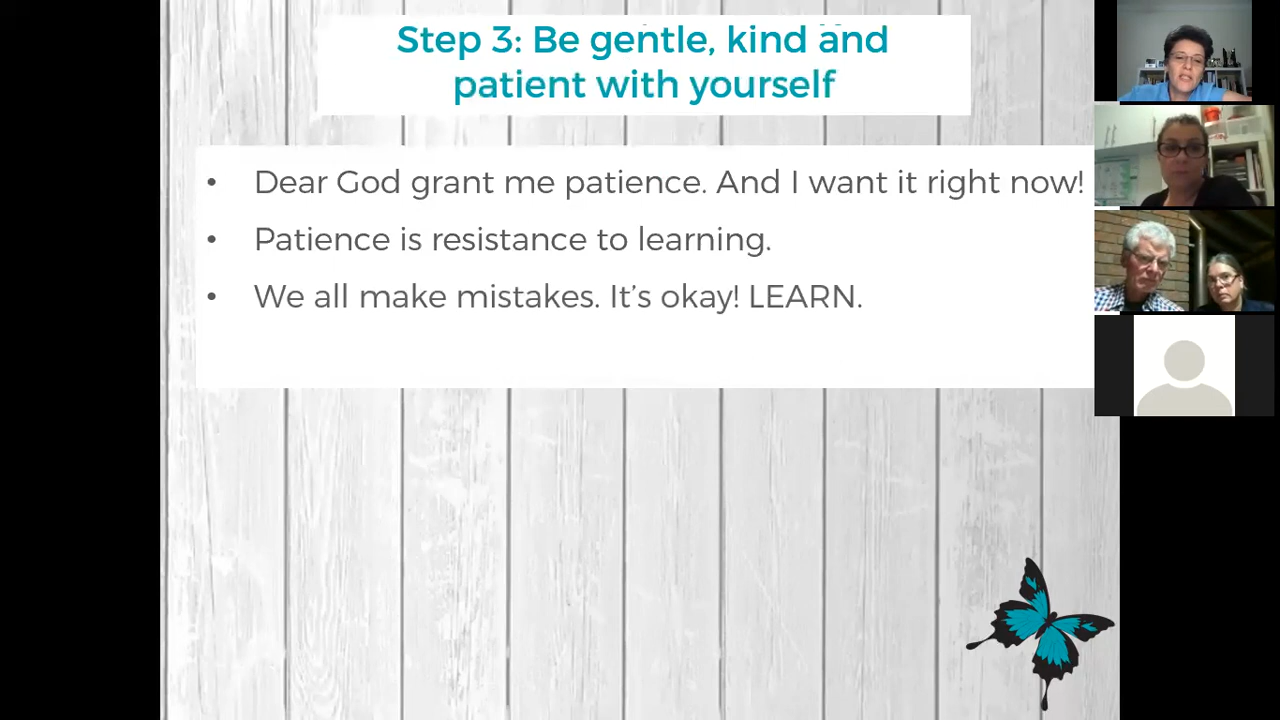 Step 3: Be gentle, kind and
patient with yourself
• Dear God grant me patience. And I want it right now!
• Patience is resistance to learning.
• We all make mistakes. It's okay! LEARN.